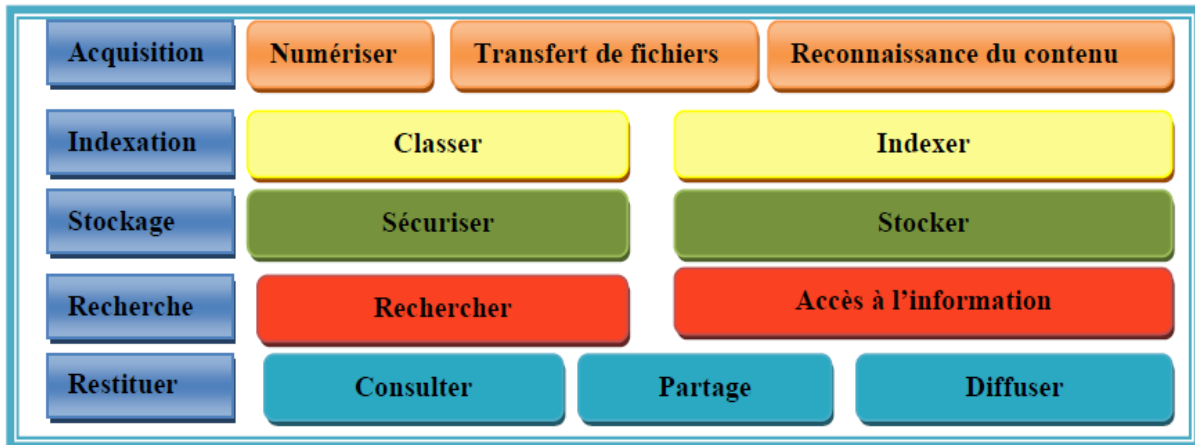 Acquisition Numériser Transfert de fichiers Reconnaissance du contenu
Indexation Classer Indexer
Stockage Sécuriser Stocker
Recherche Rechercher Accès à l'information
Restituer Consulter Partage Diffuser